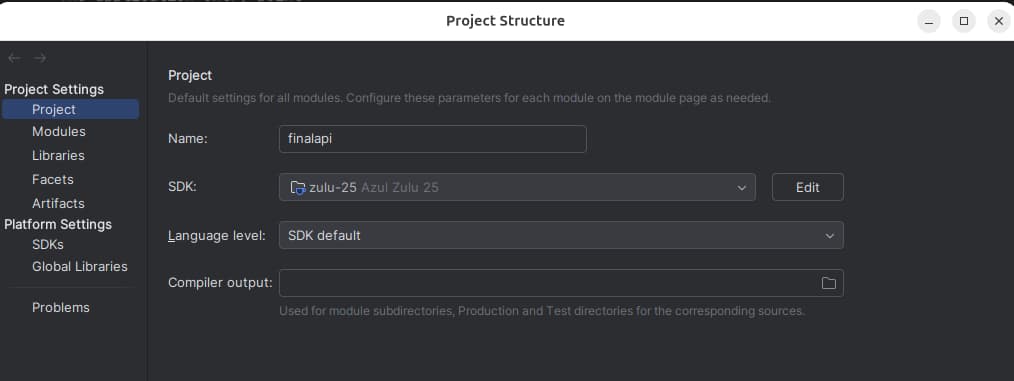 Project Structure
Project Settings
Project
Modules
Libraries
Facets
Artifacts
Platform Settings
SDKs
Global Libraries
Problems
Project
Default settings for all modules. Configure these parameters for each module on the module page as needed.
Name: finalapi
SDK: zulu-25 Azul Zulu 25 Edit
Language level: SDK default
Compiler output:
Used for module subdirectories, Production and Test directories for the corresponding sources.